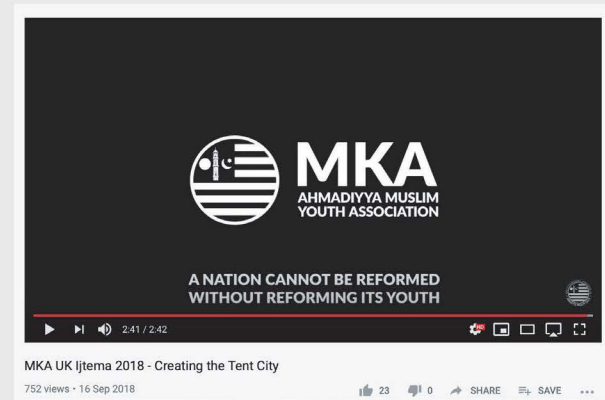 MKA
AHMADIYYA MUSLIM
YOUTH ASSOCIATION
A NATION CANNOT BE REFORMED
WITHOUT REFORMING ITS YOUTH
2:41 / 2:42
HD
MKA UK Ijtema 2018 - Creating the Tent City
752 views • 16 Sep 2018
23 0 SHARE SAVE